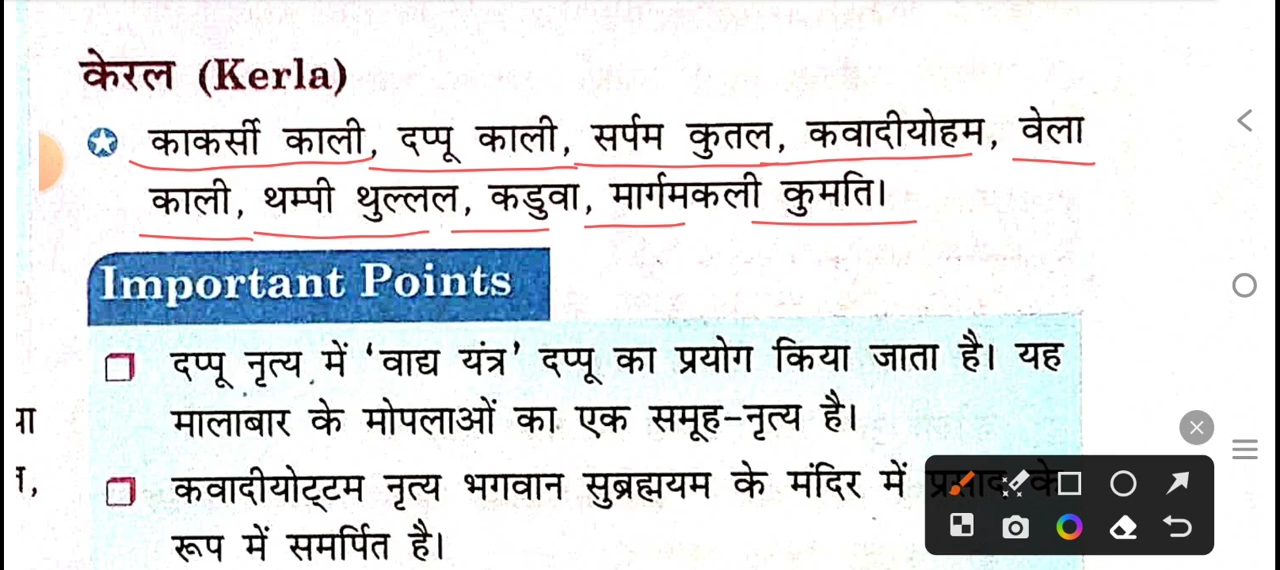 केरल (Kerla)
काकर्सी काली, दप्पू काली, सर्पम कुतल, कवादीयोहम, वेला
काली, थम्पी थुल्लल, कडुवा, मार्गमकली कुमति।
Important Points
दप्पू नृत्य में ‘वाद्य यंत्र’ दप्पू का प्रयोग किया जाता है। यह
मालाबार के मोपलाओं का एक समूह-नृत्य है।
कवादीयोट्टम नृत्य भगवान सुब्रह्मयम के मंदिर में प्रसाद के
रूप में समर्पित है।